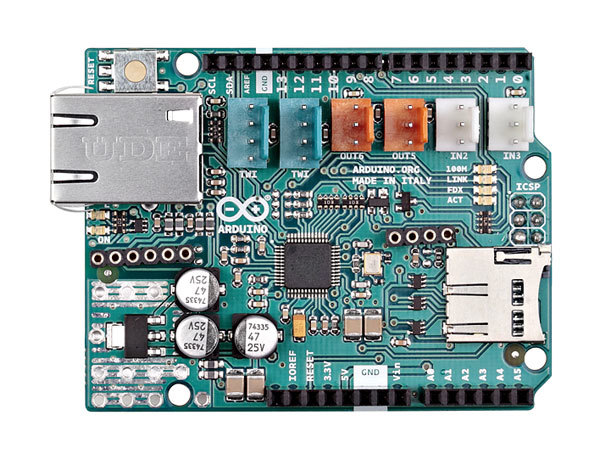 RESET
SCL
SDA
AREF
GND
13
12
11
10
9
8
7
6
5
4
3
2
1
0
UDE
TWI
TWI
OUT6
OUT5
IN2
IN3
ARDUINO.ORG
MADE IN ITALY
100M
LINK
FDX
ACT
ICSP
ON
ARDUINO
74335
47
25V
74335
47
25V
74335
47
25V
IOREF
RESET
3.3V
5V
GND
Vin
A0
A1
A2
A3
A4
A5